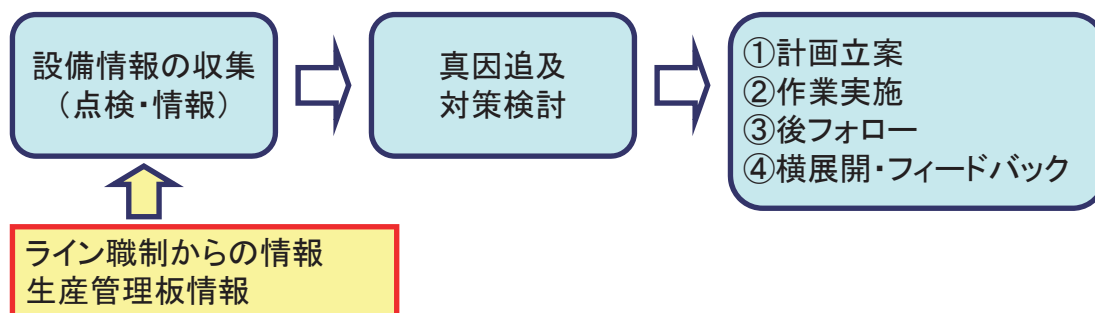 設備情報の収集
（点検・情報）
真因追及
対策検討
①計画立案
②作業実施
③後フォロー
④横展開・フィードバック
ライン職制からの情報
生産管理板情報